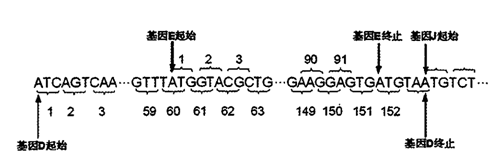 基因E起始 基因E终止 基因J起始
1 2 3 90 91
ATCAGTCAA…GTTTATGGTACGCTG…GAAGGAGTGATGTAATGTCT…
1 2 3 59 60 61 62 63 149 150 151 152
基因D起始 基因D终止